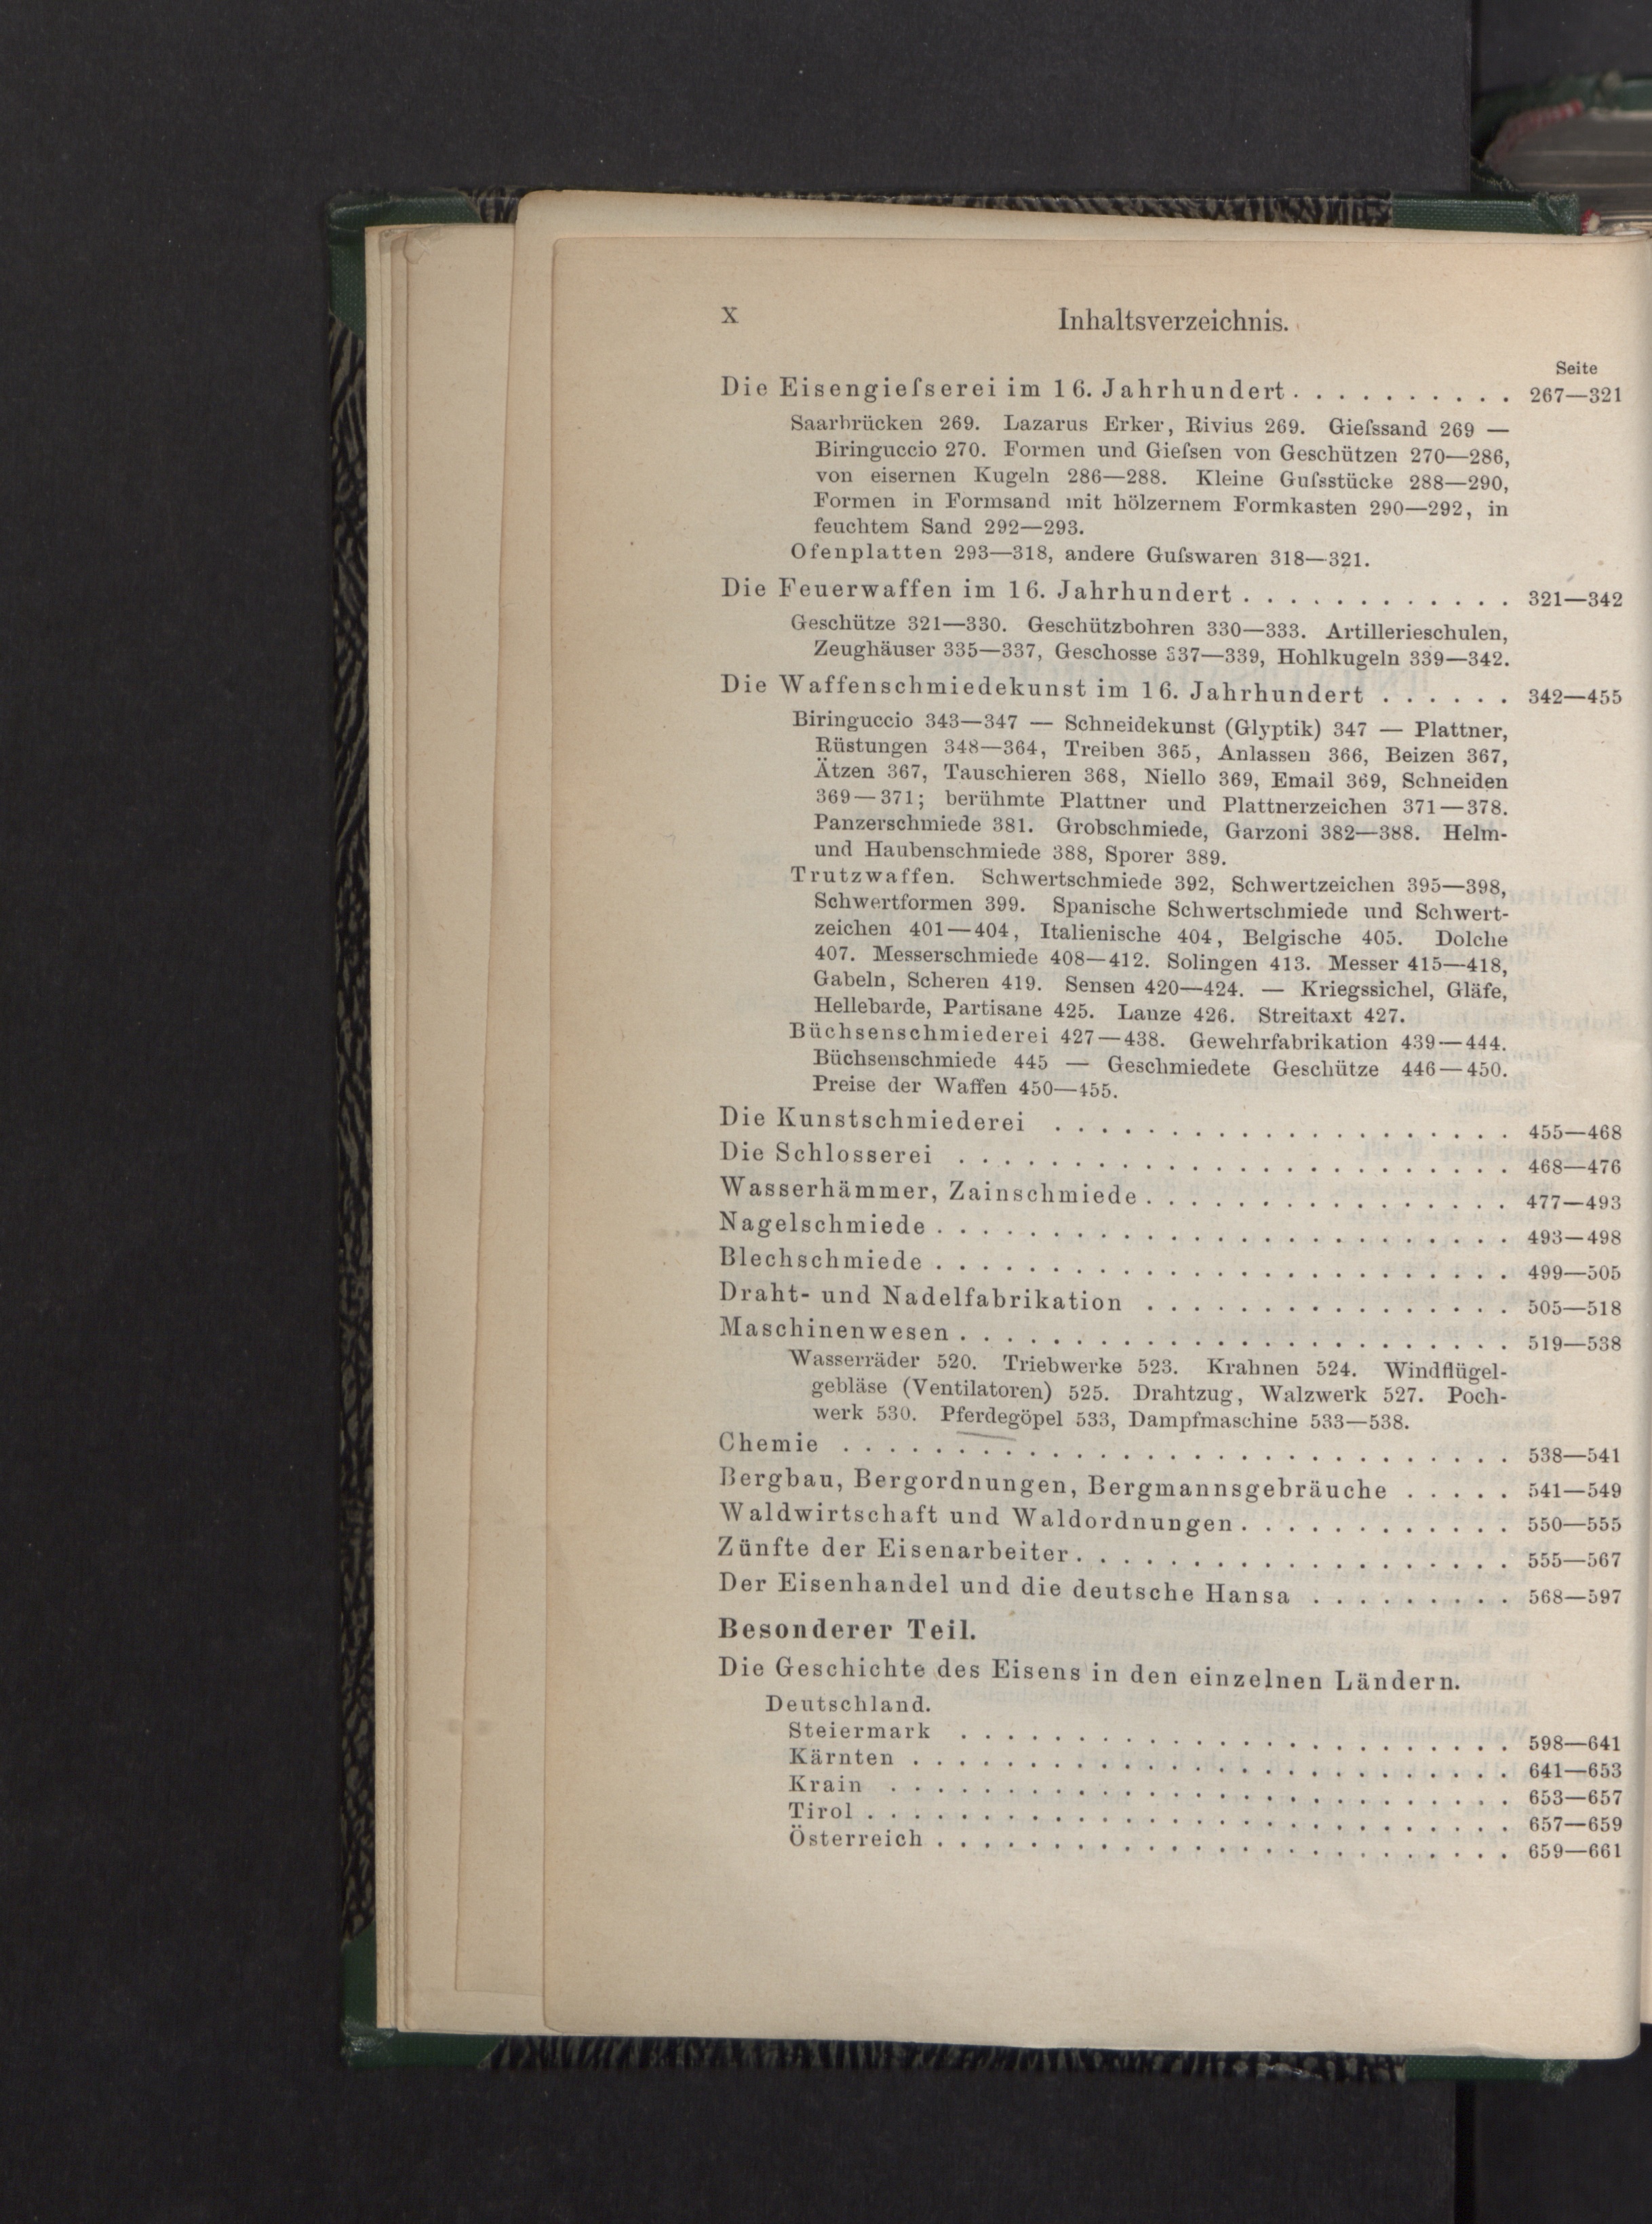 X Inhaltsverzeichnis.
Seite
Die Eisengieſserei im 16. Jahrhundert . . . . . . . . . . 267—321
Saarbrücken 269. Lazarus Erker, Rivius 269. Gieſssand 269 —
Biringuccio 270. Formen und Gieſsen von Geschützen 270—286,
von eisernen Kugeln 286—288. Kleine Guſsstücke 288—290,
Formen in Formsand mit hölzernem Formkasten 290—292, in
feuchtem Sand 292—293.
Ofenplatten 293—318, andere Guſswaren 318—321.
Die Feuerwaffen im 16. Jahrhundert . . . . . . . . . . . . 321—342
Geschütze 321—330. Geschützbohren 330—333. Artillerieschulen,
Zeughäuser 335—337, Geschosse 337—339, Hohlkugeln 339—342.
Die Waffenschmiedekunst im 16. Jahrhundert . . . . . . 342—455
Biringuccio 343—347 — Schneidekunst (Glyptik) 347 — Plattner,
Rüstungen 348—364, Treiben 365, Anlassen 366, Beizen 367,
Ätzen 367, Tauschieren 368, Niello 369, Email 369, Schneiden
369—371; berühmte Plattner und Plattnerzeichen 371—378.
Panzerschmiede 381. Grobschmiede, Garzoni 382—388. Helm-
und Haubenschmiede 388, Sporer 389.
Trutzwaffen. Schwertschmiede 392, Schwertzeichen 395—398,
Schwertformen 399. Spanische Schwertschmiede und Schwert-
zeichen 401—404, Italienische 404, Belgische 405. Dolche
407. Messerschmiede 408—412. Solingen 413. Messer 415—418,
Gabeln, Scheren 419. Sensen 420—424. — Kriegssichel, Gläfe,
Hellebarde, Partisane 425. Lanze 426. Streitaxt 427.
Büchsenschmiederei 427—438. Gewehrfabrikation 439—444.
Büchsenschmiede 445 — Geschmiedete Geschütze 446—450.
Preise der Waffen 450—455.
Die Kunstschmiederei . . . . . . . . . . . . . . . . . . . . 455—468
Die Schlosserei . . . . . . . . . . . . . . . . . . . . . . . . 468—476
Wasserhämmer, Zainschmiede . . . . . . . . . . . . . . . . 477—493
Nagelschmiede . . . . . . . . . . . . . . . . . . . . . . . . . 493—498
Blechschmiede . . . . . . . . . . . . . . . . . . . . . . . . . 499—505
Draht- und Nadelfabrikation . . . . . . . . . . . . . . . . 505—518
Maschinenwesen . . . . . . . . . . . . . . . . . . . . . . . . 519—538
Wasserräder 520. Triebwerke 523. Krahnen 524. Windflügel-
gebläse (Ventilatoren) 525. Drahtzug, Walzwerk 527. Poch-
werk 530. Pferdegöpel 533, Dampfmaschine 533—538.
Chemie . . . . . . . . . . . . . . . . . . . . . . . . . . . . . 538—541
Bergbau, Bergordnungen, Bergmannsgebräuche . . . . . 541—549
Waldwirtschaft und Waldordnungen . . . . . . . . . . . . 550—555
Zünfte der Eisenarbeiter . . . . . . . . . . . . . . . . . . . 555—567
Der Eisenhandel und die deutsche Hansa . . . . . . . . . 568—597
Besonderer Teil.
Die Geschichte des Eisens in den einzelnen Ländern.
Deutschland.
Steiermark . . . . . . . . . . . . . . . . . . . . . . . . 598—641
Kärnten . . . . . . . . . . . . . . . . . . . . . . . . . . 641—653
Krain . . . . . . . . . . . . . . . . . . . . . . . . . . . 653—657
Tirol . . . . . . . . . . . . . . . . . . . . . . . . . . . . 657—659
Österreich . . . . . . . . . . . . . . . . . . . . . . . . . 659—661